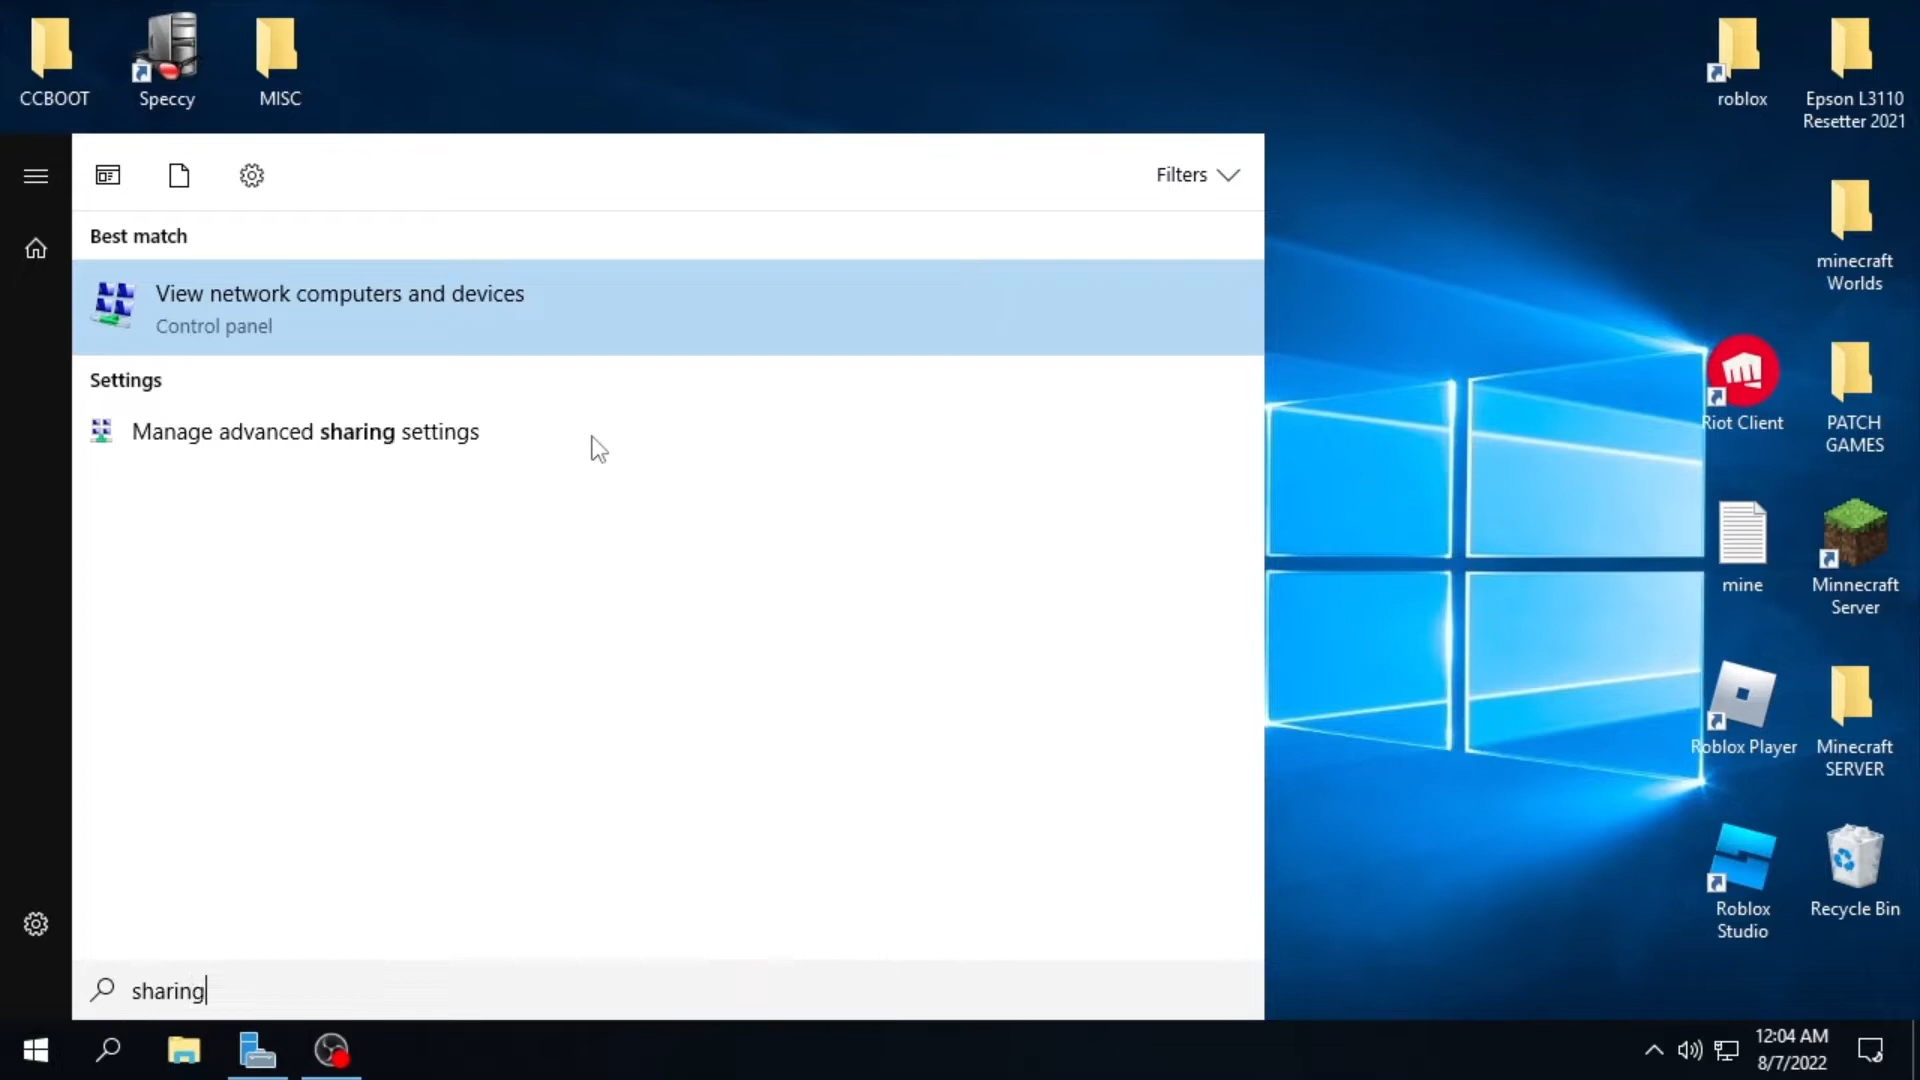 CCBOOT
Speccy
MISC
roblox
Epson L3110
Resetter 2021
Filters
Best match
View network computers and devices
Control panel
Settings
Manage advanced sharing settings
minecraft
Worlds
Riot Client
PATCH
GAMES
mine
Minnecraft
Server
Roblox Player
Minecraft
SERVER
Roblox
Studio
Recycle Bin
sharing
12:04 AM
8/7/2022